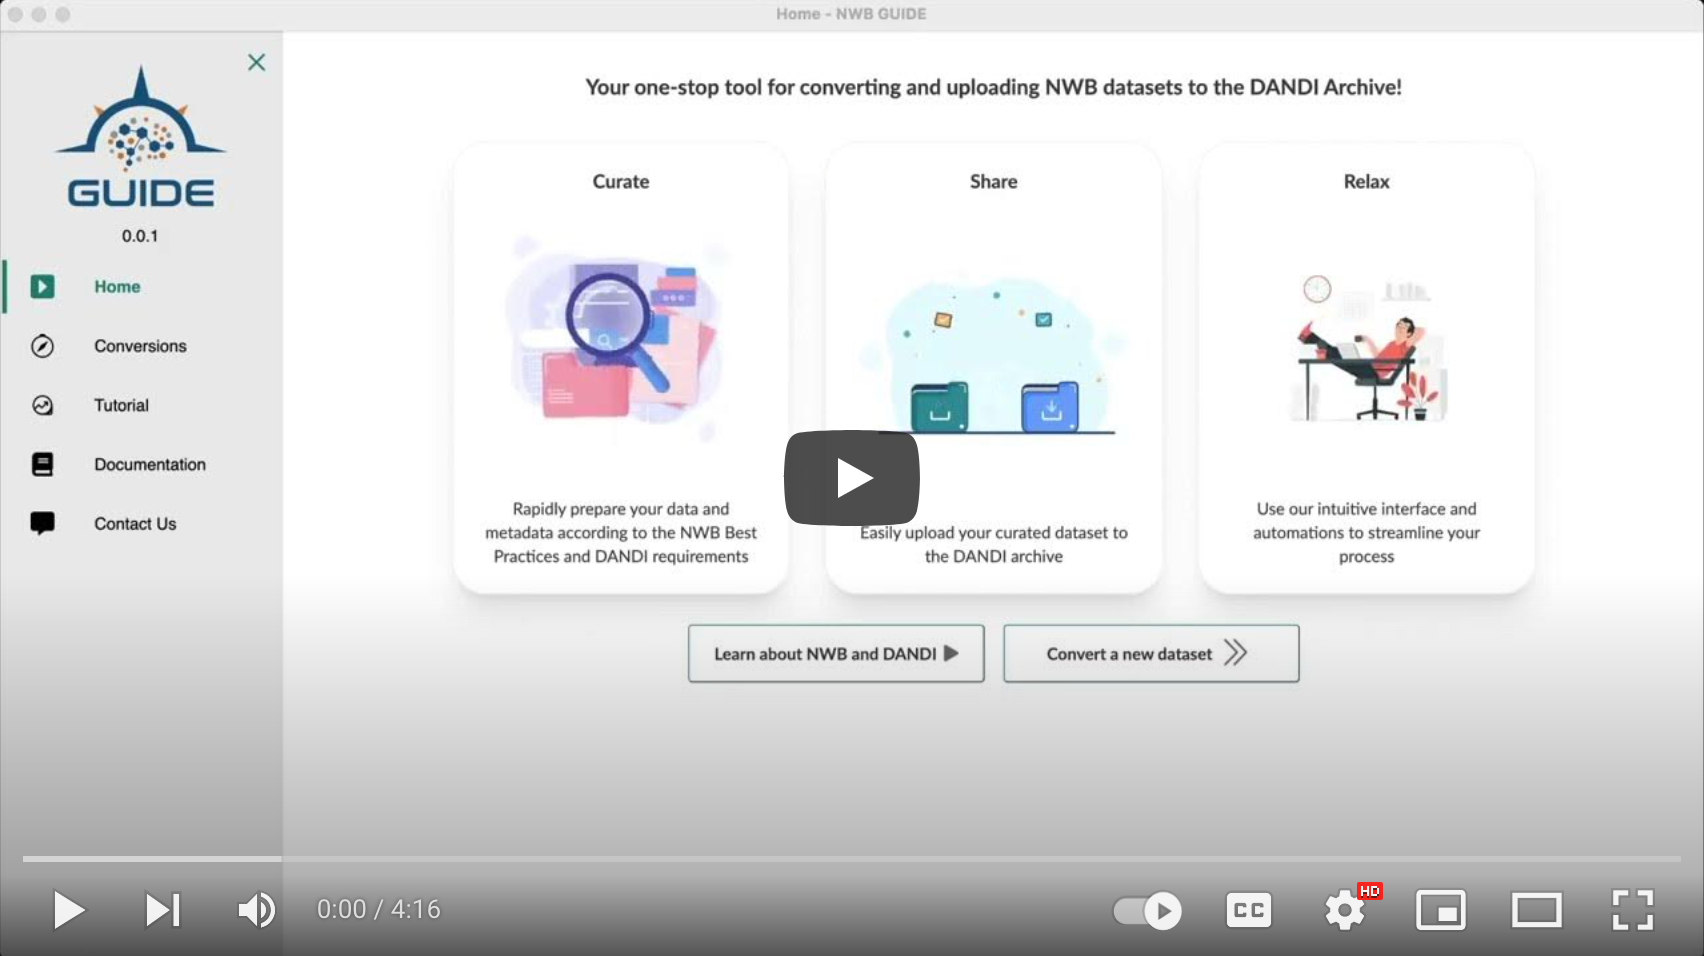 Home - NWB GUIDE
GUIDE
0.0.1
Home
Conversions
Tutorial
Documentation
Contact Us
Your one-stop tool for converting and uploading NWB datasets to the DANDI Archive!
Curate
Rapidly prepare your data and
metadata according to the NWB Best
Practices and DANDI requirements
Share
Easily upload your curated dataset to
the DANDI archive
Relax
Use our intuitive interface and
automations to streamline your
process
Learn about NWB and DANDI
Convert a new dataset
0:00 / 4:16
CC
HD